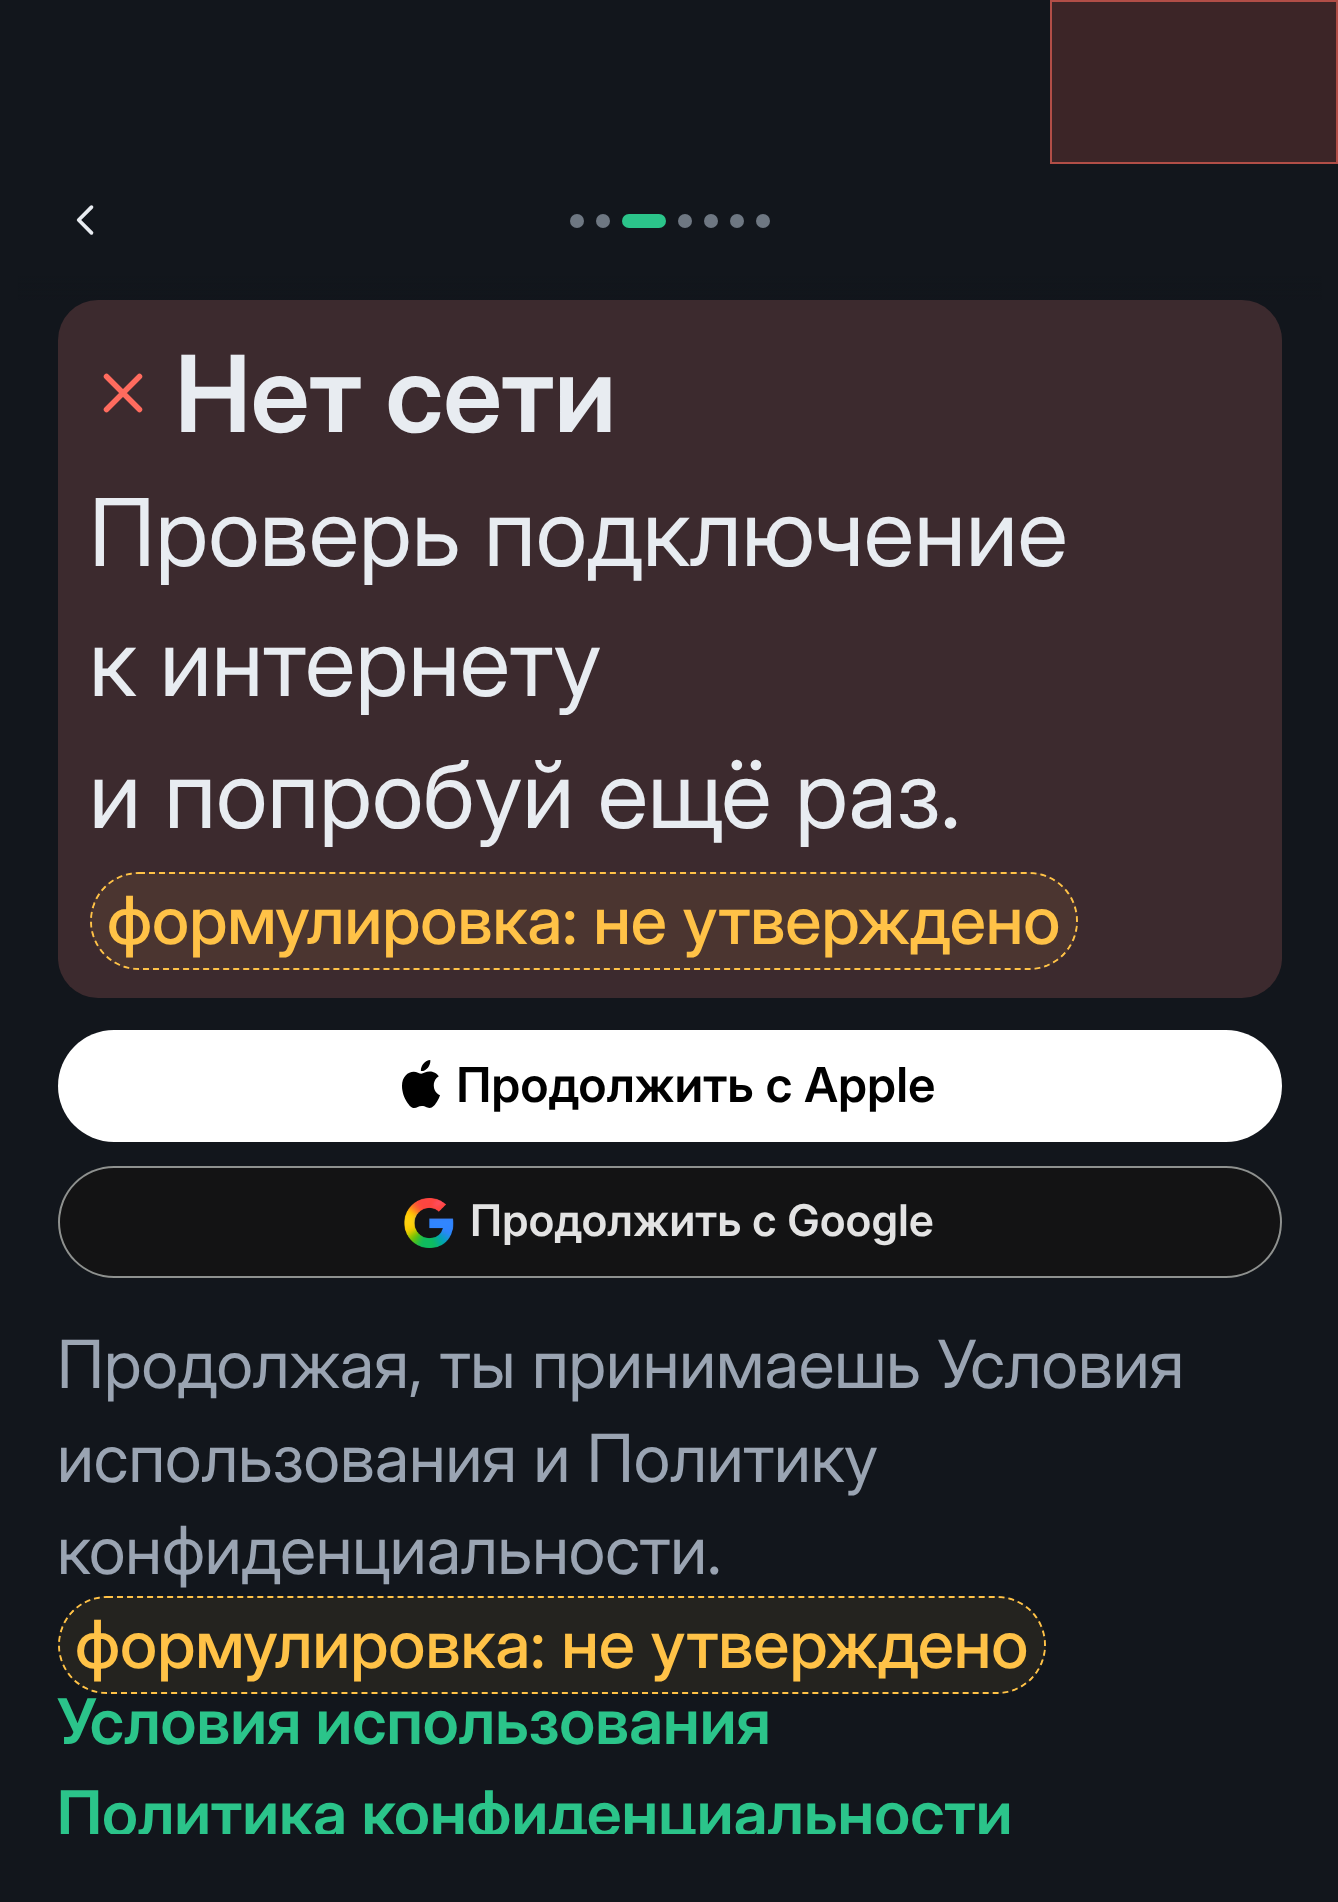 Нет сети
Проверь подключение
к интернету
и попробуй ещё раз.
формулировка: не утверждено
Продолжить с Apple
Продолжить с Google
Продолжая, ты принимаешь Условия
использования и Политику
конфиденциальности.
формулировка: не утверждено
Условия использования
Политика конфиденциальности